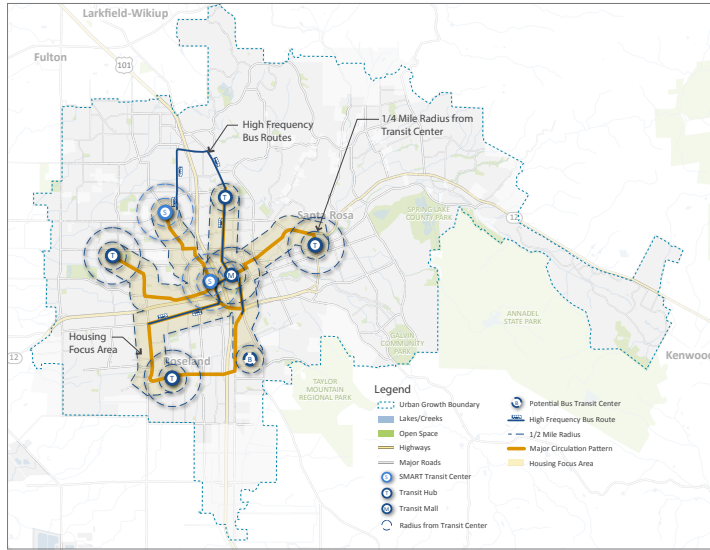 Larkfield-Wikiup
Fulton
101
High Frequency
Bus Routes
1/4 Mile Radius from
Transit Center
T
S
Santa Rosa
SPRING LAKE
COUNTY PARK
12
T
T
S
M
ANNADEL
STATE PARK
Housing
Focus Area
GALVIN
COMMUNITY
PARK
12
Roseland
B
Kenwood
T
TAYLOR
MOUNTAIN
REGIONAL PARK
Legend
Urban Growth Boundary
Lakes/Creeks
Open Space
Highways
Major Roads
S SMART Transit Center
T Transit Hub
M Transit Mall
Radius from Transit Center
B Potential Bus Transit Center
High Frequency Bus Route
1/2 Mile Radius
Major Circulation Pattern
Housing Focus Area